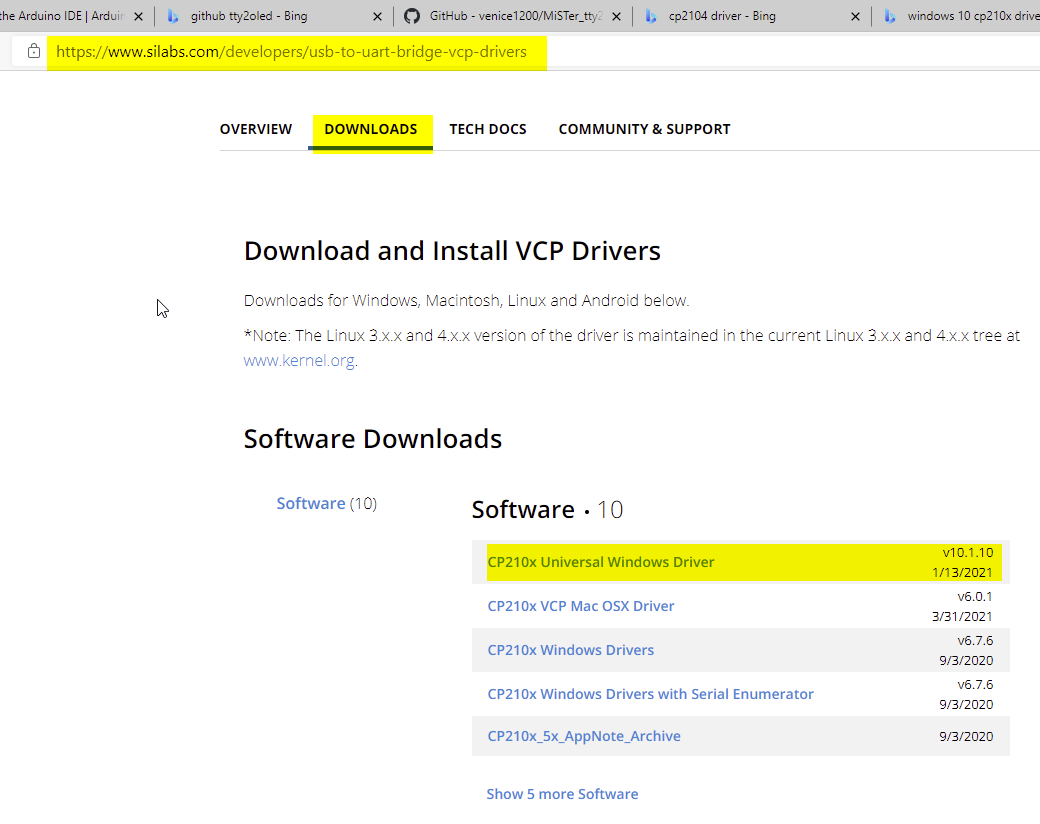 the Arduino IDE | Ardui
github tty2oled - Bing
GitHub - venice1200/MiSTer_tty2
cp2104 driver - Bing
windows 10 cp210x drive
https://www.silabs.com/developers/usb-to-uart-bridge-vcp-drivers
OVERVIEW DOWNLOADS TECH DOCS COMMUNITY & SUPPORT
Download and Install VCP Drivers
Downloads for Windows, Macintosh, Linux and Android below.
*Note: The Linux 3.x.x and 4.x.x version of the driver is maintained in the current Linux 3.x.x and 4.x.x tree at
www.kernel.org.
Software Downloads
Software (10)
Software • 10
CP210x Universal Windows Driver
v10.1.10
1/13/2021
CP210x VCP Mac OSX Driver
v6.0.1
3/31/2021
CP210x Windows Drivers
v6.7.6
9/3/2020
CP210x Windows Drivers with Serial Enumerator
v6.7.6
9/3/2020
CP210x_5x_AppNote_Archive
9/3/2020
Show 5 more Software